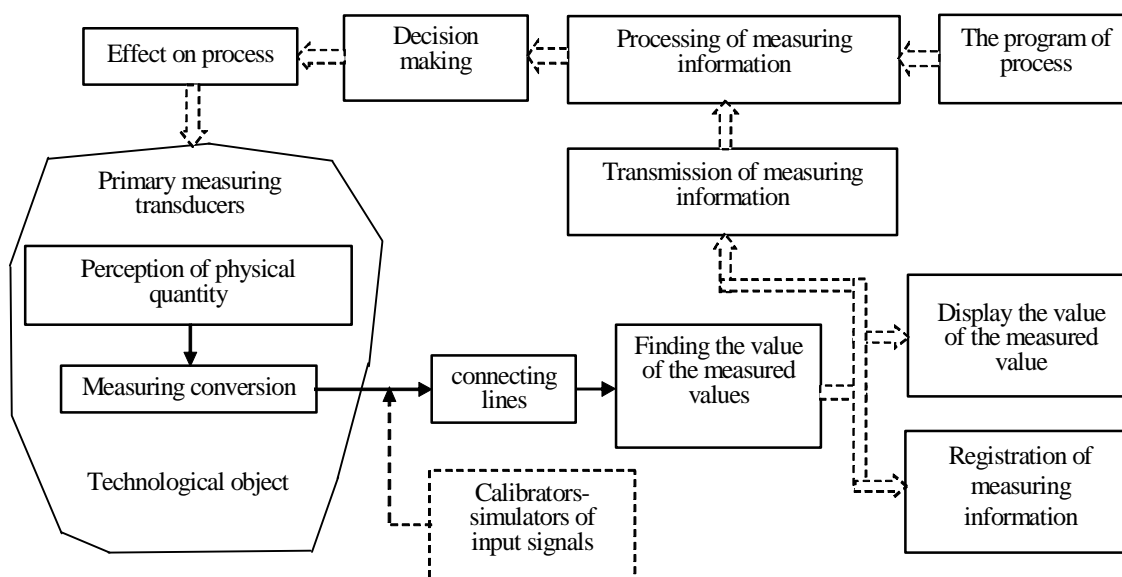 Effect on process
Decision
making
Processing of measuring
information
The program of
process
Transmission of measuring
information
Primary measuring
transducers
Perception of physical
quantity
Measuring conversion
Technological object
connecting
lines
Finding the value
of the measured
values
Display the value
of the measured
value
Registration of
measuring
information
Calibrators-
simulators of
input signals